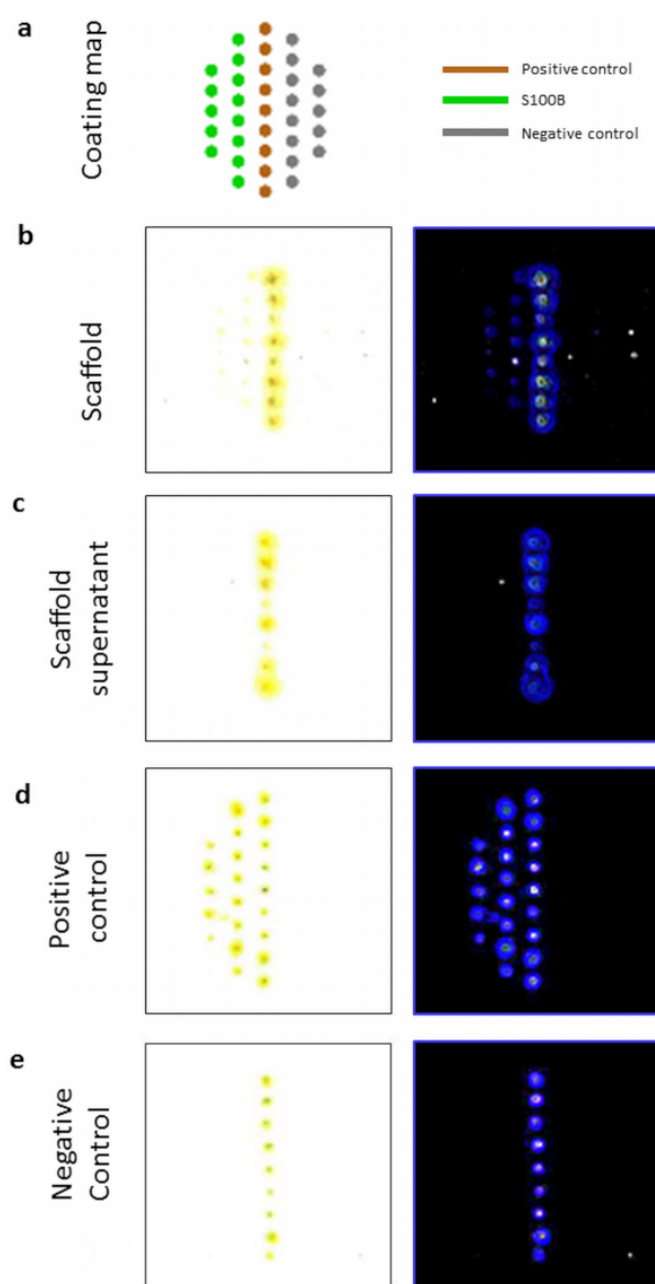 a
Coating map
Positive control
S100B
Negative control
b
Scaffold
c
Scaffold
supernatant
d
Positive
control
e
Negative
Control